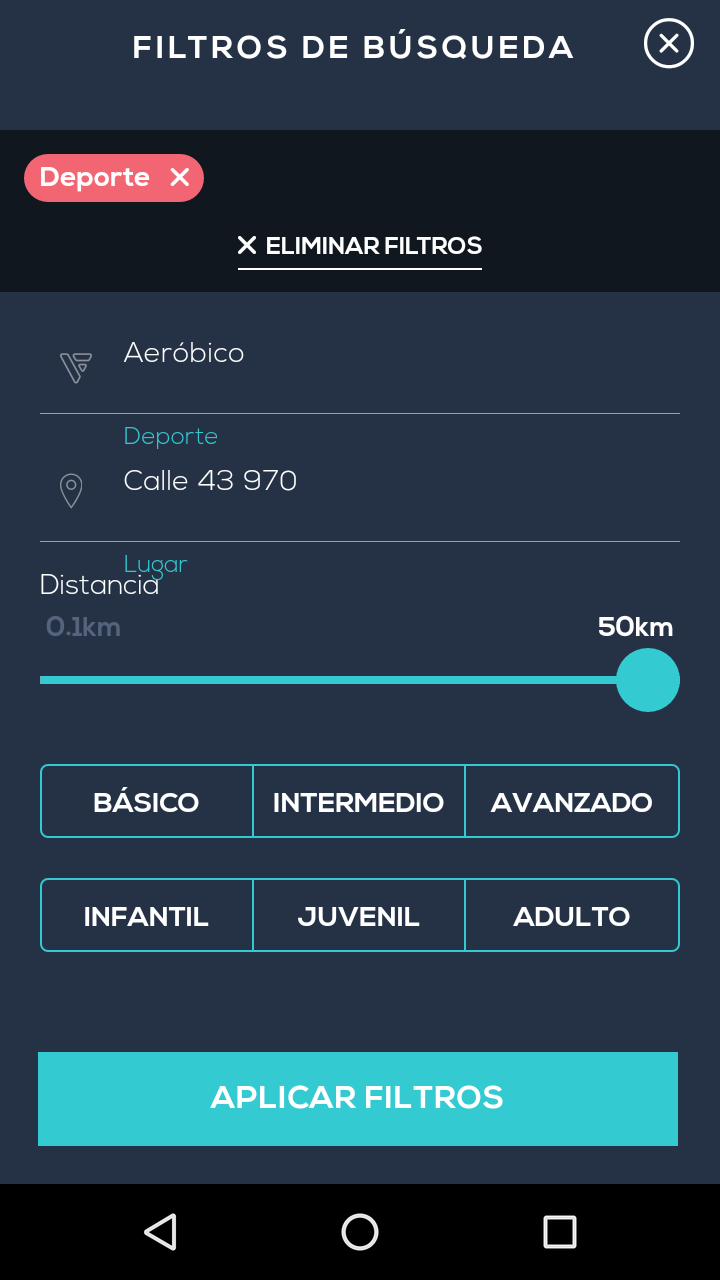 FILTROS DE BÚSQUEDA
Deporte
ELIMINAR FILTROS
Aeróbico
Deporte
Calle 43 970
Lugar
Distancia
0.1km 50km
BÁSICO INTERMEDIO AVANZADO
INFANTIL JUVENIL ADULTO
APLICAR FILTROS